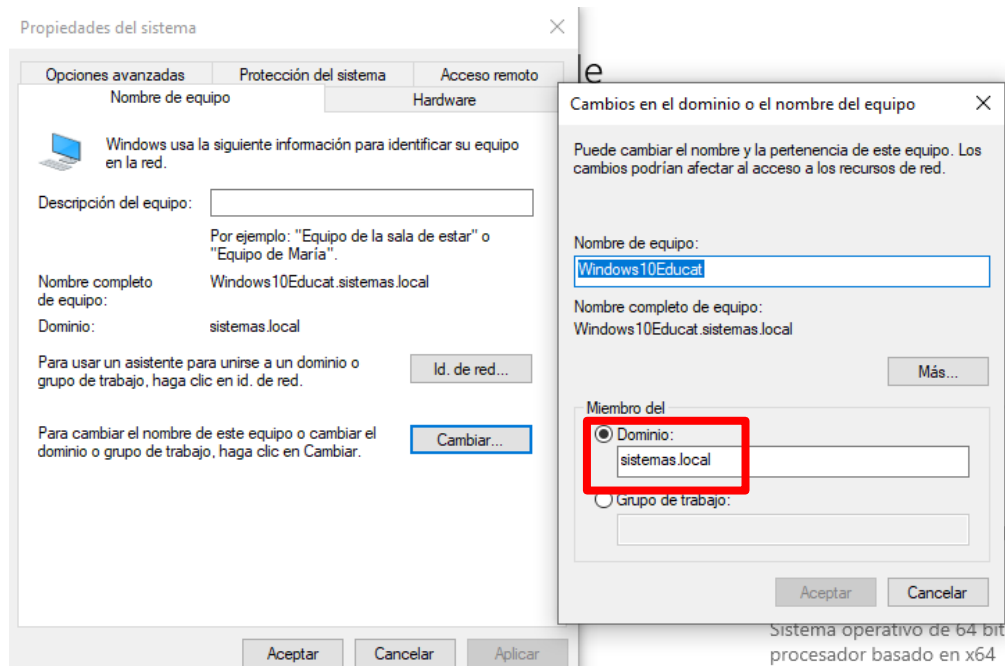 Propiedades del sistema
Opciones avanzadas
Protección del sistema
Acceso remoto
Nombre de equipo
Hardware
Windows usa la siguiente información para identificar su equipo
en la red.
Descripción del equipo:
Por ejemplo: "Equipo de la sala de estar" o
"Equipo de María".
Nombre completo
de equipo:
Windows10Educat.sistemas.local
Dominio:
sistemas.local
Para usar un asistente para unirse a un dominio o
grupo de trabajo, haga clic en id. de red.
Id. de red...
Para cambiar el nombre de este equipo o cambiar el
dominio o grupo de trabajo, haga clic en Cambiar.
Cambiar...
Aceptar
Cancelar
Aplicar
le
Cambios en el dominio o el nombre del equipo
Puede cambiar el nombre y la pertenencia de este equipo. Los
cambios podrían afectar al acceso a los recursos de red.
Nombre de equipo:
Windows10Educat
Nombre completo de equipo:
Windows10Educat.sistemas.local
Más...
Miembro del
Dominio:
sistemas.local
Grupo de trabajo:
Aceptar
Cancelar
Sistema operativo de 64 bit
procesador basado en x64